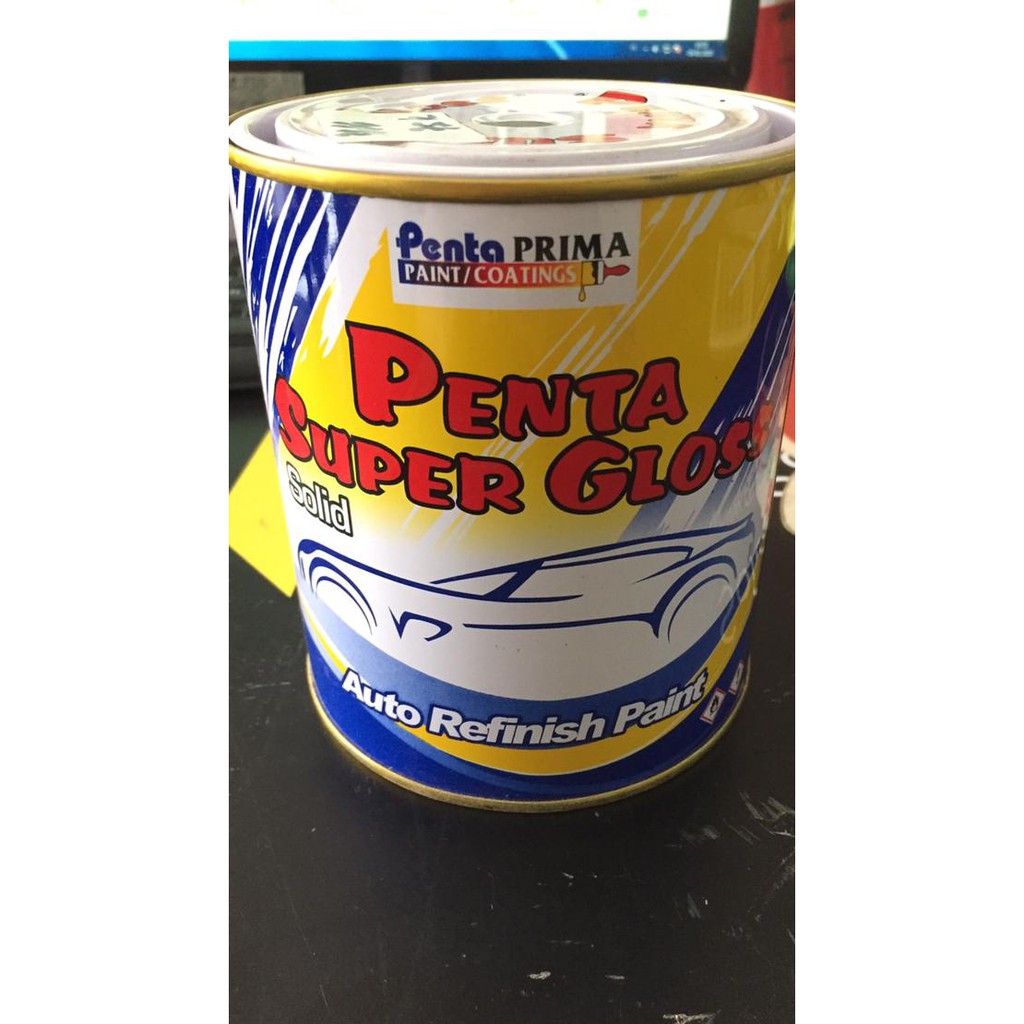 Penta PRIMA
PAINT/COATINGS
PENTA
SUPER GLOSS
Solid
Auto Refinish Paint